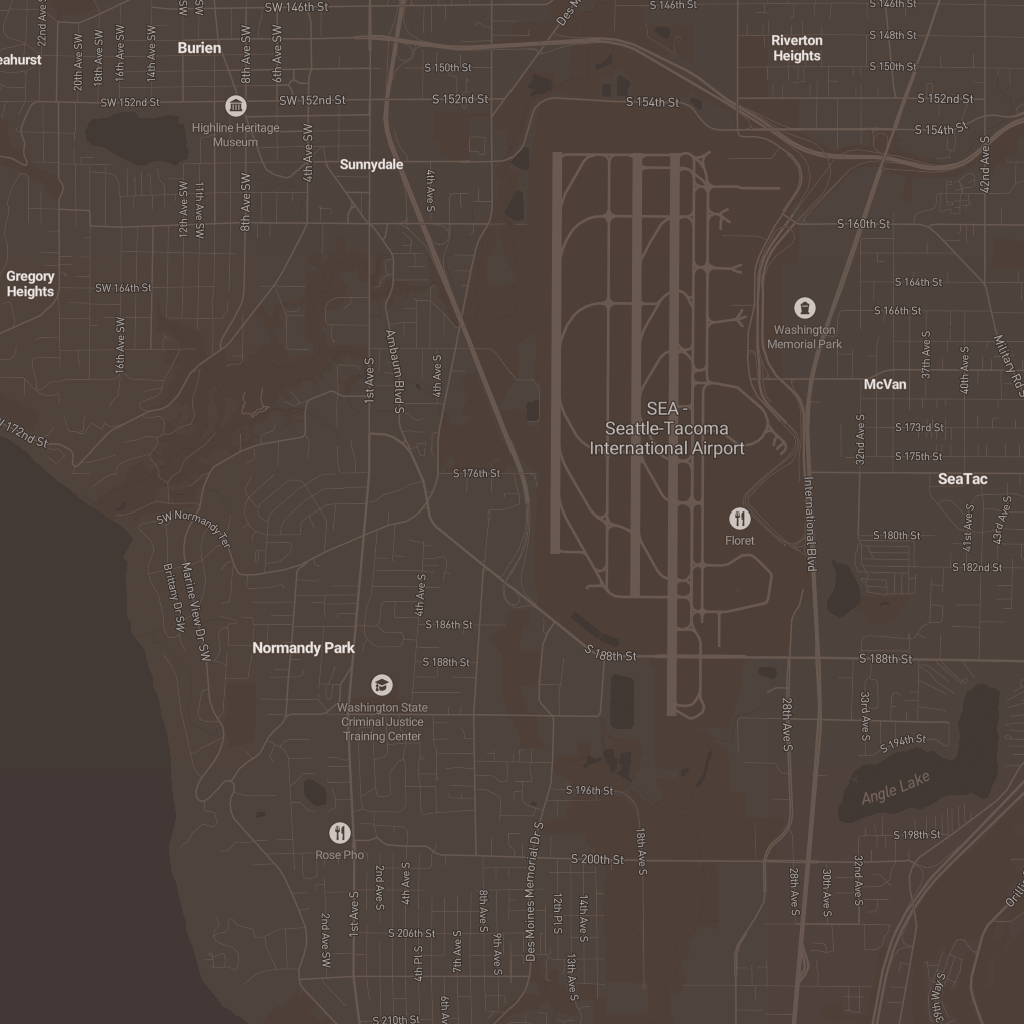 SW 146th St
S 146th St
S 146th St
Des M
SW
SW
22nd Ave SW
20th Ave SW
18th Ave SW
16th Ave SW
14th Ave SW
Burien
8th Ave SW
6th Ave SW
eahurst
Riverton
Heights
S 148th St
S 150th St
S 150th St
SW 152nd St
SW 152nd St
S 152nd St
S 154th St
S 152nd St
S 154th St
Highline Heritage
Museum
4th Ave SW
Sunnydale
4th Ave S
42nd Ave S
12th Ave SW
11th Ave SW
8th Ave SW
S 160th St
Gregory
Heights
SW 164th St
S 164th St
S 166th St
Washington
Memorial Park
16th Ave SW
1st Ave S
Ambaum Blvd S
4th Ave S
37th Ave S
40th Ave S
Military Rd S
McVan
SEA -
Seattle-Tacoma
International Airport
W 172nd St
32nd Ave S
S 173rd St
S 175th St
S 176th St
SeaTac
International Blvd
SW Normandy Ter
Floret
S 180th St
41st Ave S
43rd Ave S
S 182nd St
Brittany Dr SW
Marine View Dr SW
4th Ave S
S 186th St
Normandy Park
S 188th St
S 188th St
S 188th St
Washington State
Criminal Justice
Training Center
28th Ave S
33rd Ave S
S 194th St
Angle Lake
S 196th St
18th Ave S
S 198th St
Rose Pho
Des Moines Memorial Dr S
S 200th St
2nd Ave S
4th Ave S
8th Ave S
12th Pl S
14th Ave S
28th Ave S
30th Ave S
32nd Ave S
Orilli
2nd Ave SW
1st Ave S
S 206th St
4th Pl S
7th Ave S
9th Ave S
13th Ave S
39th Way S
6th Av
S 210th St